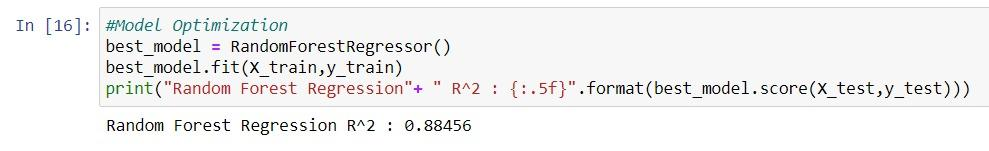 In [16]: #Model Optimization
best_model = RandomForestRegressor()
best_model.fit(X_train,y_train)
print("Random Forest Regression"+ " R^2 : {:.5f}".format(best_model.score(X_test,y_test)))
Random Forest Regression R^2 : 0.88456